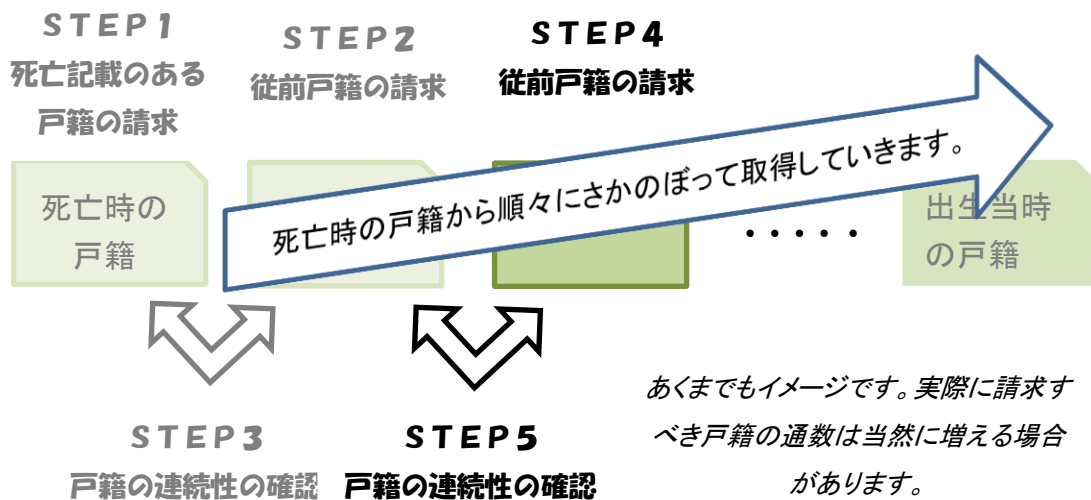 STEP1
死亡記載のある
戸籍の請求
STEP2
従前戸籍の請求
STEP4
従前戸籍の請求
死亡時の戸籍から順々にさかのぼって取得していきます。
死亡時の
戸籍
・・・・・
出生当時
の戸籍
STEP3
戸籍の連続性の確認
STEP5
戸籍の連続性の確認
あくまでもイメージです。実際に請求す
べき戸籍の通数は当然に増える場合
があります。